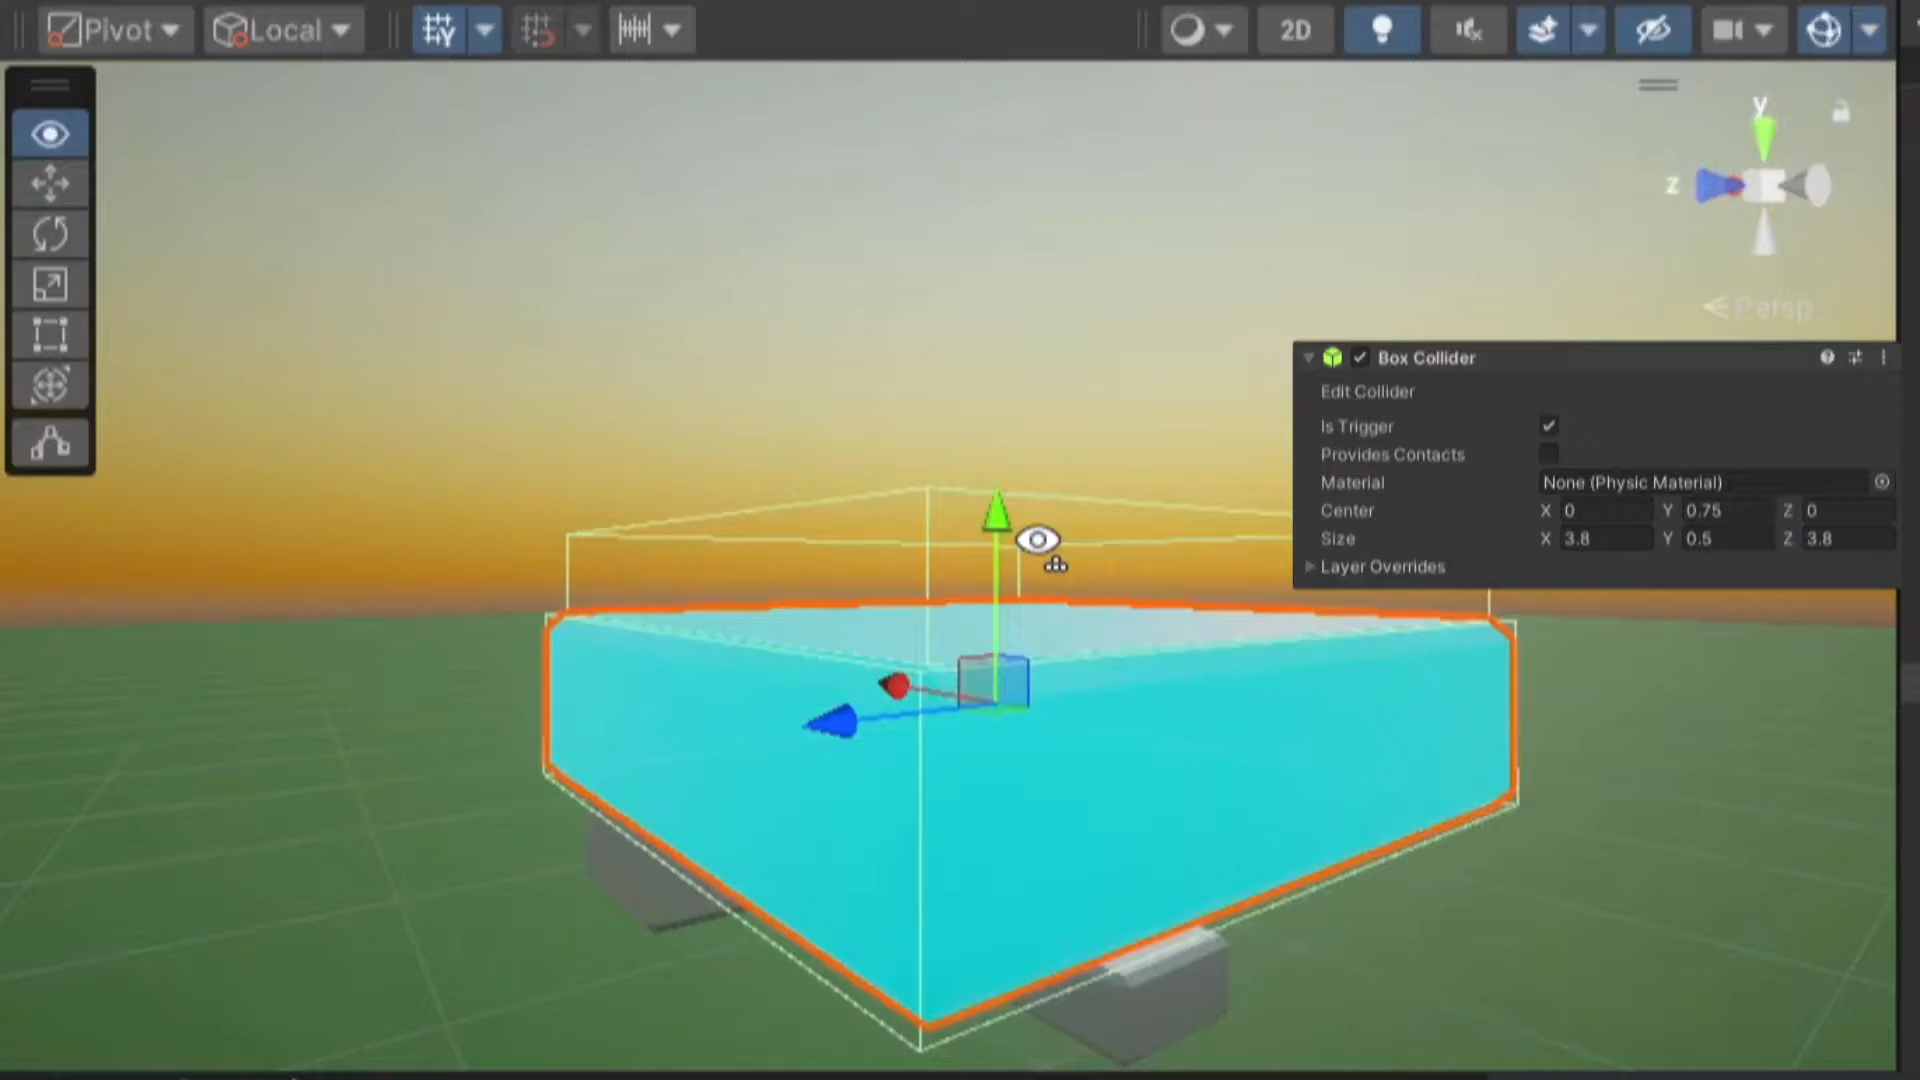 Pivot Local 2D
y
z
Persp
Box Collider
Edit Collider
Is Trigger
Provides Contacts
Material None (Physic Material)
Center X 0 Y 0.75 Z 0
Size X 3.8 Y 0.5 Z 3.8
Layer Overrides